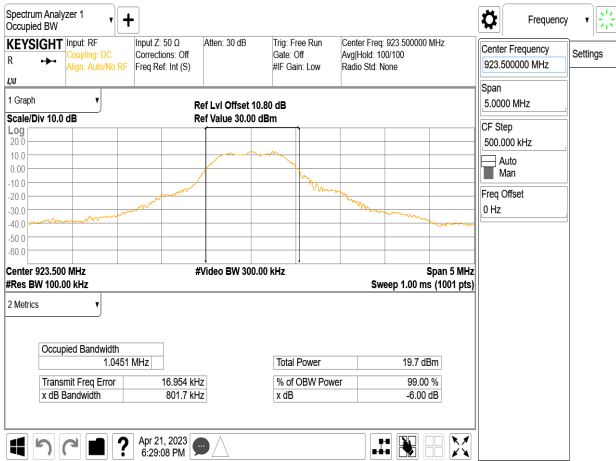 Spectrum Analyzer 1
Occupied BW
Frequency
KEYSIGHT
R
LXI
Input: RF
Coupling: DC
Align: Auto/No RF
Input Z: 50 Ω
Corrections: Off
Freq Ref: Int (S)
Atten: 30 dB
Trig: Free Run
Gate: Off
#IF Gain: Low
Center Freq: 923.500000 MHz
Avg|Hold: 100/100
Radio Std: None
Center Frequency
923.500000 MHz
Settings
Span
5.0000 MHz
CF Step
500.000 kHz
Auto
Man
Freq Offset
0 Hz
1 Graph
Scale/Div 10.0 dB
Ref Lvl Offset 10.80 dB
Ref Value 30.00 dBm
Log
20.0
10.0
0.00
-10.0
-20.0
-30.0
-40.0
-50.0
-60.0
Center 923.500 MHz
#Video BW 300.00 kHz
Span 5 MHz
#Res BW 100.00 kHz
Sweep 1.00 ms (1001 pts)
2 Metrics
Occupied Bandwidth
1.0451 MHz
Total Power 19.7 dBm
Transmit Freq Error 16.954 kHz
% of OBW Power 99.00 %
x dB Bandwidth 801.7 kHz
x dB -6.00 dB
?
Apr 21, 2023
6:29:08 PM